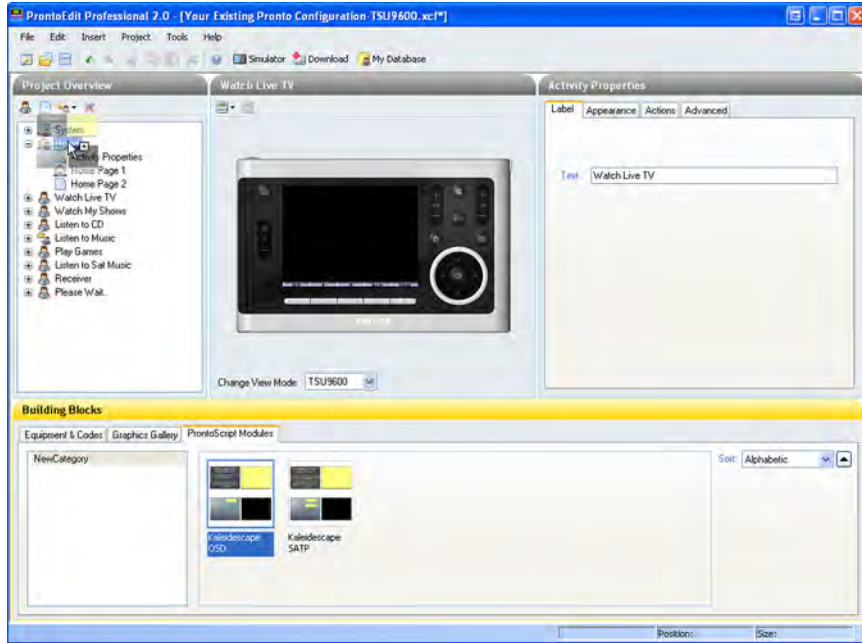 ProntoEdit Professional 2.0 - [Your Existing Pronto Configuration-TSU9600.xcf*]
File Edit Insert Project Tools Help
Simulator Download My Database
Project Overview
Watch Live TV
Activity Properties
Label Appearance Actions Advanced
System
Activity Properties
Home Page 1
Home Page 2
Watch Live TV
Watch My Shows
Listen to CD
Listen to Music
Play Games
Listen to Sat Music
Receiver
Please Wait.
Text Watch Live TV
Change View Mode TSU9600
Building Blocks
Equipment & Codes Graphics Gallery ProntoScript Modules
NewCategory
Kaleidescape
OSD
Kaleidescape
SATP
Sort: Alphabetic
Position: Size: